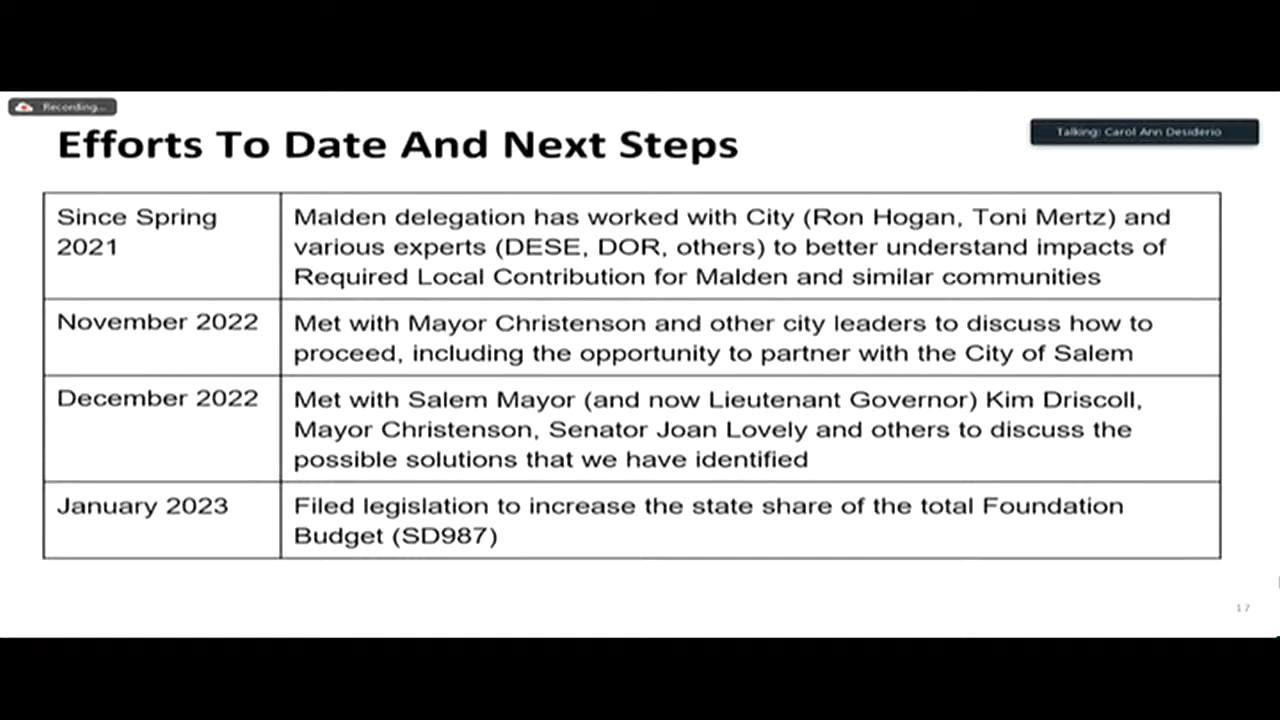 Recording...
Talking: Carol Ann Desiderio
Efforts To Date And Next Steps
Since Spring
2021
Malden delegation has worked with City (Ron Hogan, Toni Mertz) and
various experts (DESE, DOR, others) to better understand impacts of
Required Local Contribution for Malden and similar communities
November 2022
Met with Mayor Christenson and other city leaders to discuss how to
proceed, including the opportunity to partner with the City of Salem
December 2022
Met with Salem Mayor (and now Lieutenant Governor) Kim Driscoll,
Mayor Christenson, Senator Joan Lovely and others to discuss the
possible solutions that we have identified
January 2023
Filed legislation to increase the state share of the total Foundation
Budget (SD987)
17